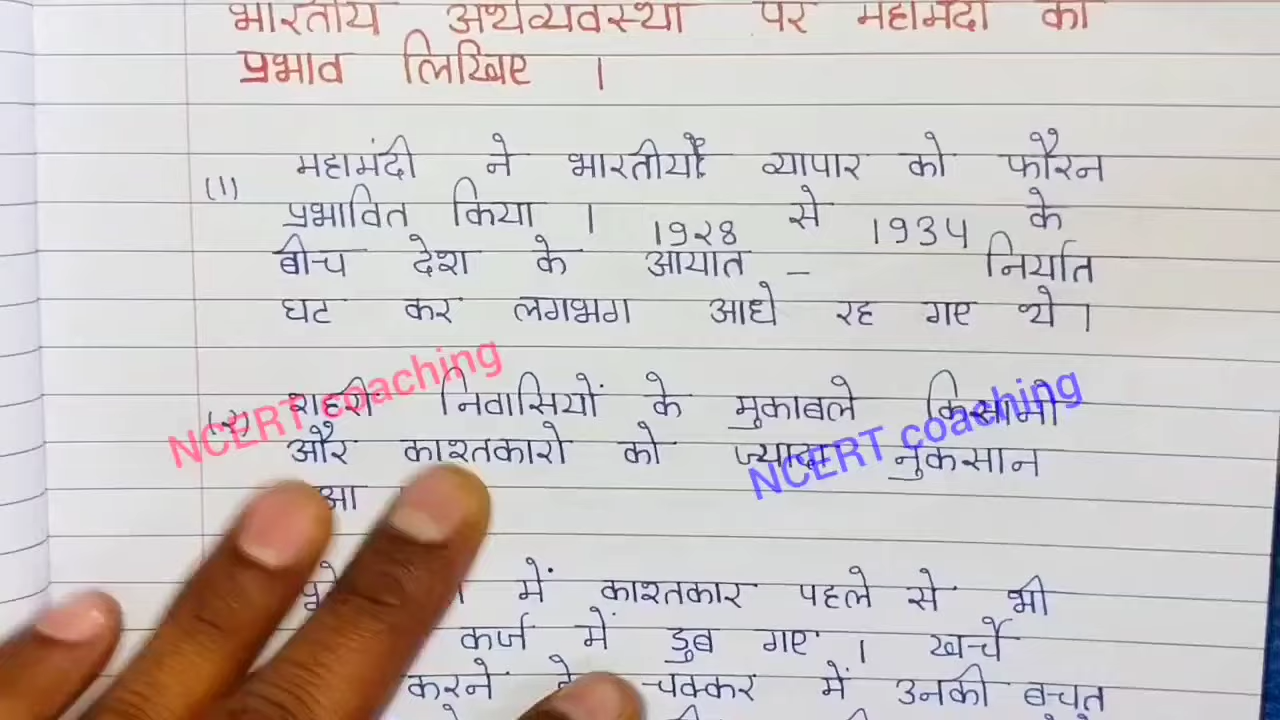 भारतीय अर्थव्यवस्था पर महामंदी का
प्रभाव लिखिए ।
(1) महामंदी ने भारतीयों व्यापार को फौरन
प्रभावित किया । 1928 से 1934 के
बीच देश के आयात – निर्यात
घट कर लगभग आधे रह गए थे ।
शहरी निवासियों के मुकाबले किसानो
और काश्तकारो को ज्यादा नुकसान
NCERT coaching
NCERT coaching
में काश्तकार पहले से भी
कर्ज में डुब गए । खर्चे
करने के चक्कर में उनकी बचत